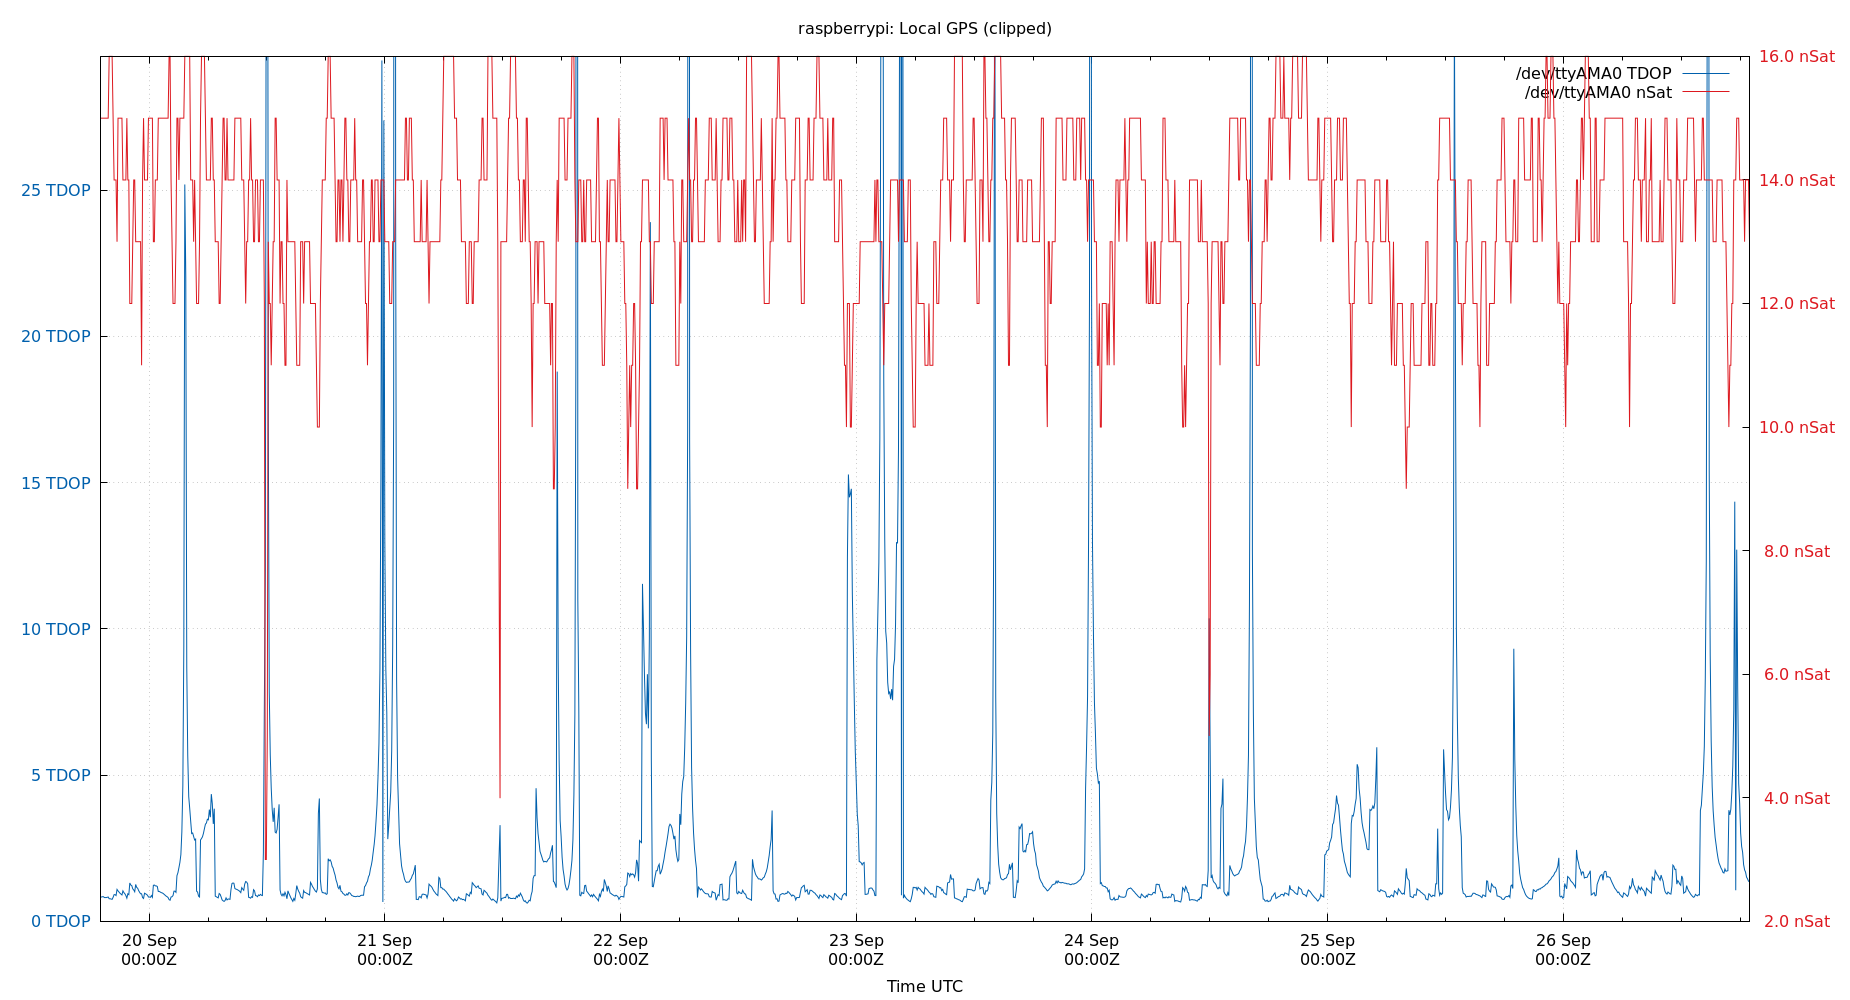 raspberrypi: Local GPS (clipped)
/dev/ttyAMA0 TDOP
/dev/ttyAMA0 nSat
25 TDOP
20 TDOP
15 TDOP
10 TDOP
5 TDOP
0 TDOP
16.0 nSat
14.0 nSat
12.0 nSat
10.0 nSat
8.0 nSat
6.0 nSat
4.0 nSat
2.0 nSat
20 Sep 21 Sep 22 Sep 23 Sep 24 Sep 25 Sep 26 Sep
00:00Z 00:00Z 00:00Z 00:00Z 00:00Z 00:00Z 00:00Z
Time UTC